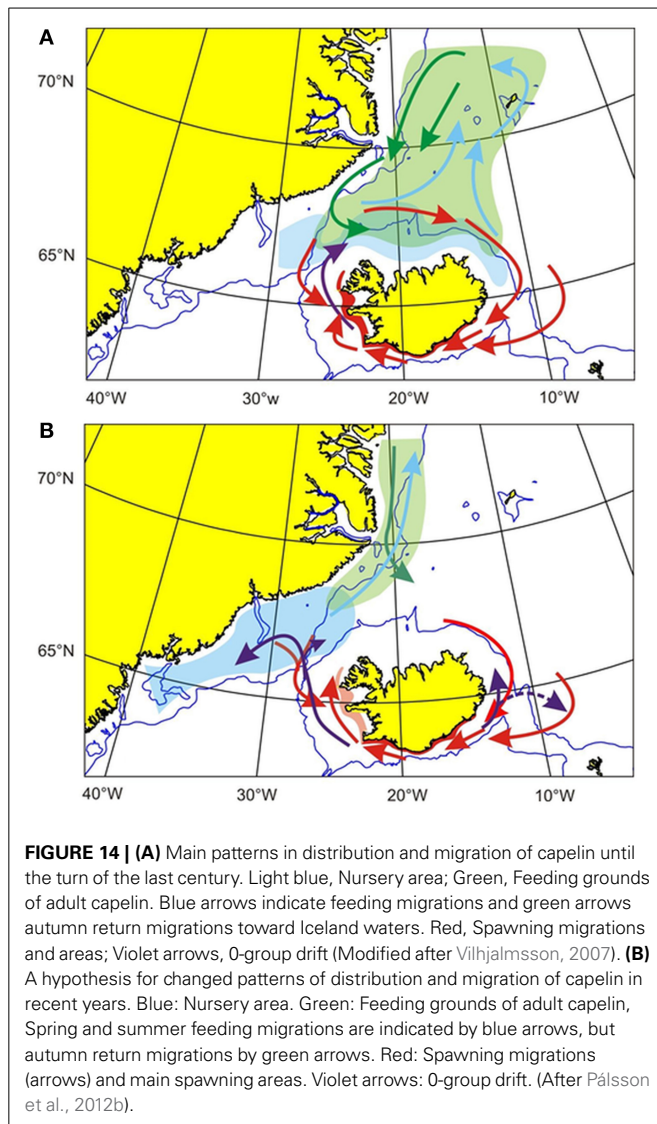 A
70°N
65°N
40°W 30°W 20°W 10°W
B
70°N
65°N
40°W 30°W 20°W 10°W
FIGURE 14 | (A) Main patterns in distribution and migration of capelin until
the turn of the last century. Light blue, Nursery area; Green, Feeding grounds
of adult capelin. Blue arrows indicate feeding migrations and green arrows
autumn return migrations toward Iceland waters. Red, Spawning migrations
and areas; Violet arrows, 0-group drift (Modified after Vilhjalmsson, 2007). (B)
A hypothesis for changed patterns of distribution and migration of capelin in
recent years. Blue: Nursery area. Green: Feeding grounds of adult capelin,
Spring and summer feeding migrations are indicated by blue arrows, but
autumn return migrations by green arrows. Red: Spawning migrations
(arrows) and main spawning areas. Violet arrows: 0-group drift. (After Pálsson
et al., 2012b).